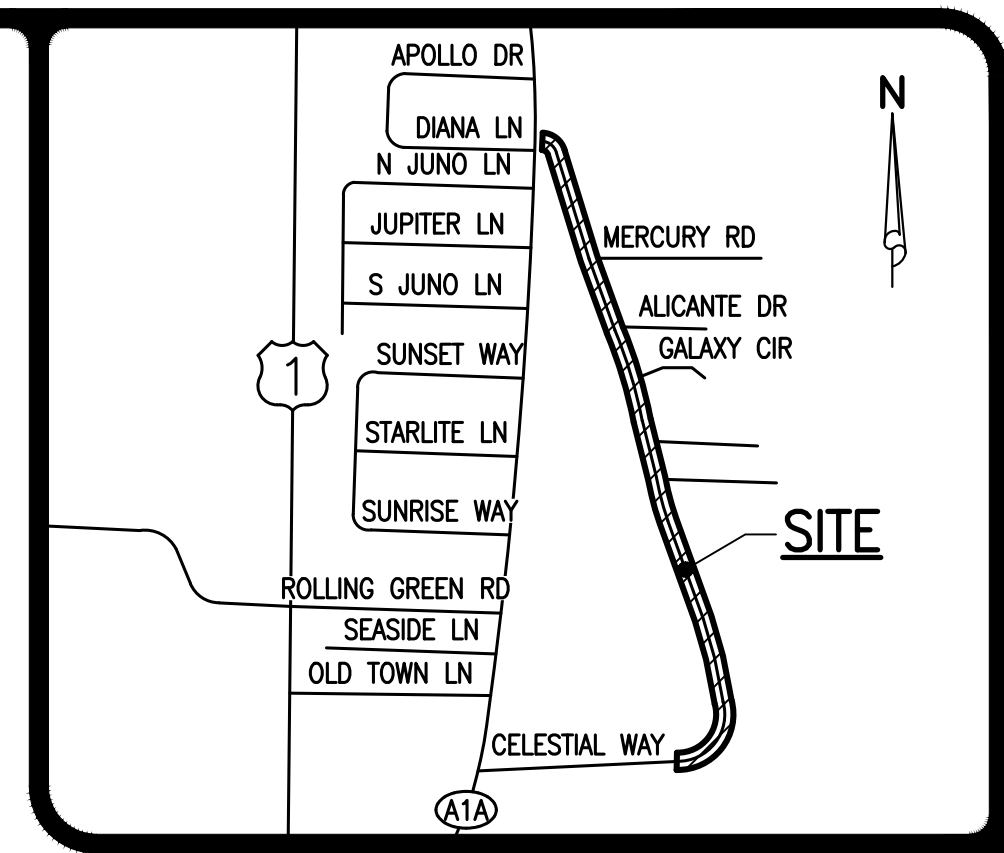 APOLLO DR
N
DIANA LN
N JUNO LN
JUPITER LN
MERCURY RD
S JUNO LN
ALICANTE DR
SUNSET WAY
GALAXY CIR
1
STARLITE LN
SUNRISE WAY
SITE
ROLLING GREEN RD
SEASIDE LN
OLD TOWN LN
CELESTIAL WAY
A1A